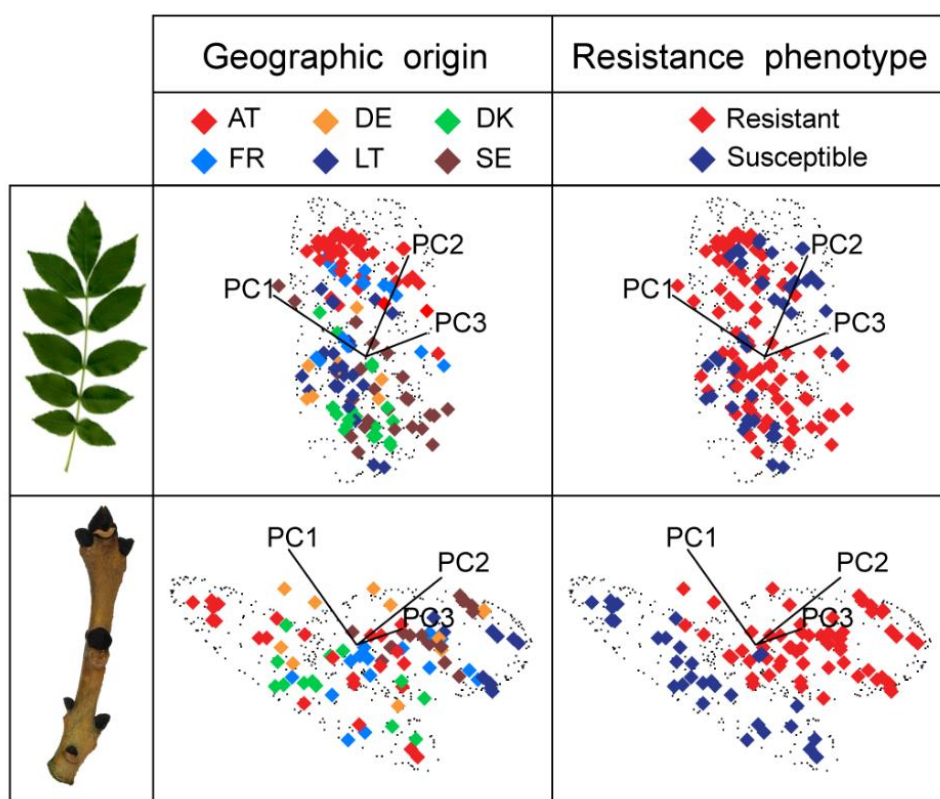 Geographic origin
Resistance phenotype
AT DE DK
FR LT SE
Resistant
Susceptible
PC1
PC2
PC3
PC1
PC2
PC3
PC1
PC2
PC3
PC1
PC2
PC3